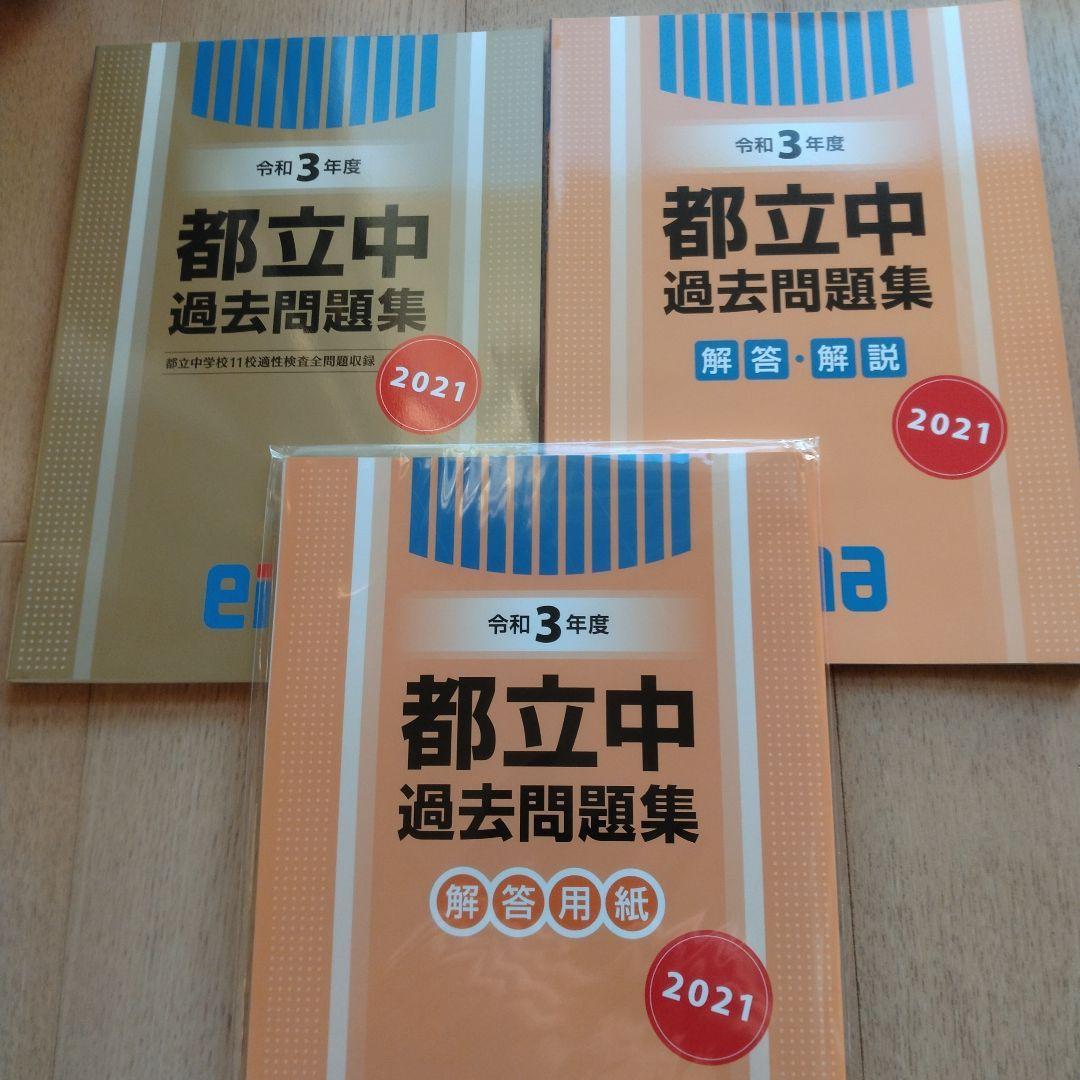 令和3年度
都立中
過去問題集
都立中学校11校適性検査全問題収録
2021
令和3年度
都立中
過去問題集
解答・解説
2021
令和3年度
都立中
過去問題集
解答用紙
2021